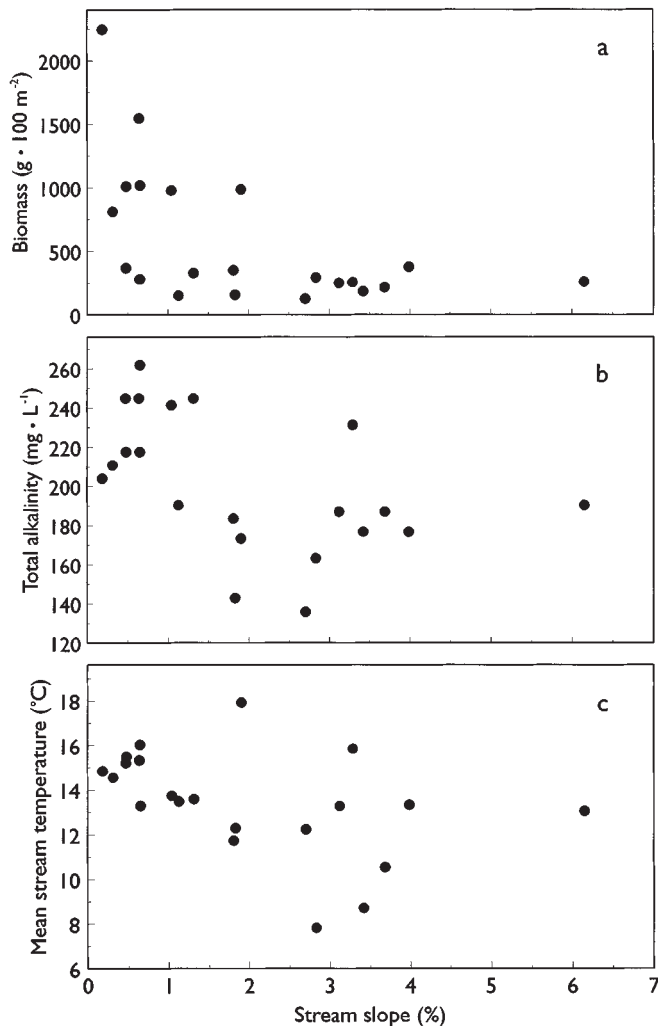 a
Biomass (g • 100 m⁻²)
2000
1500
1000
500
0
b
Total alkalinity (mg • L⁻¹)
260
240
220
200
180
160
140
120
c
Mean stream temperature (°C)
18
16
14
12
10
8
6
0 1 2 3 4 5 6 7
Stream slope (%)